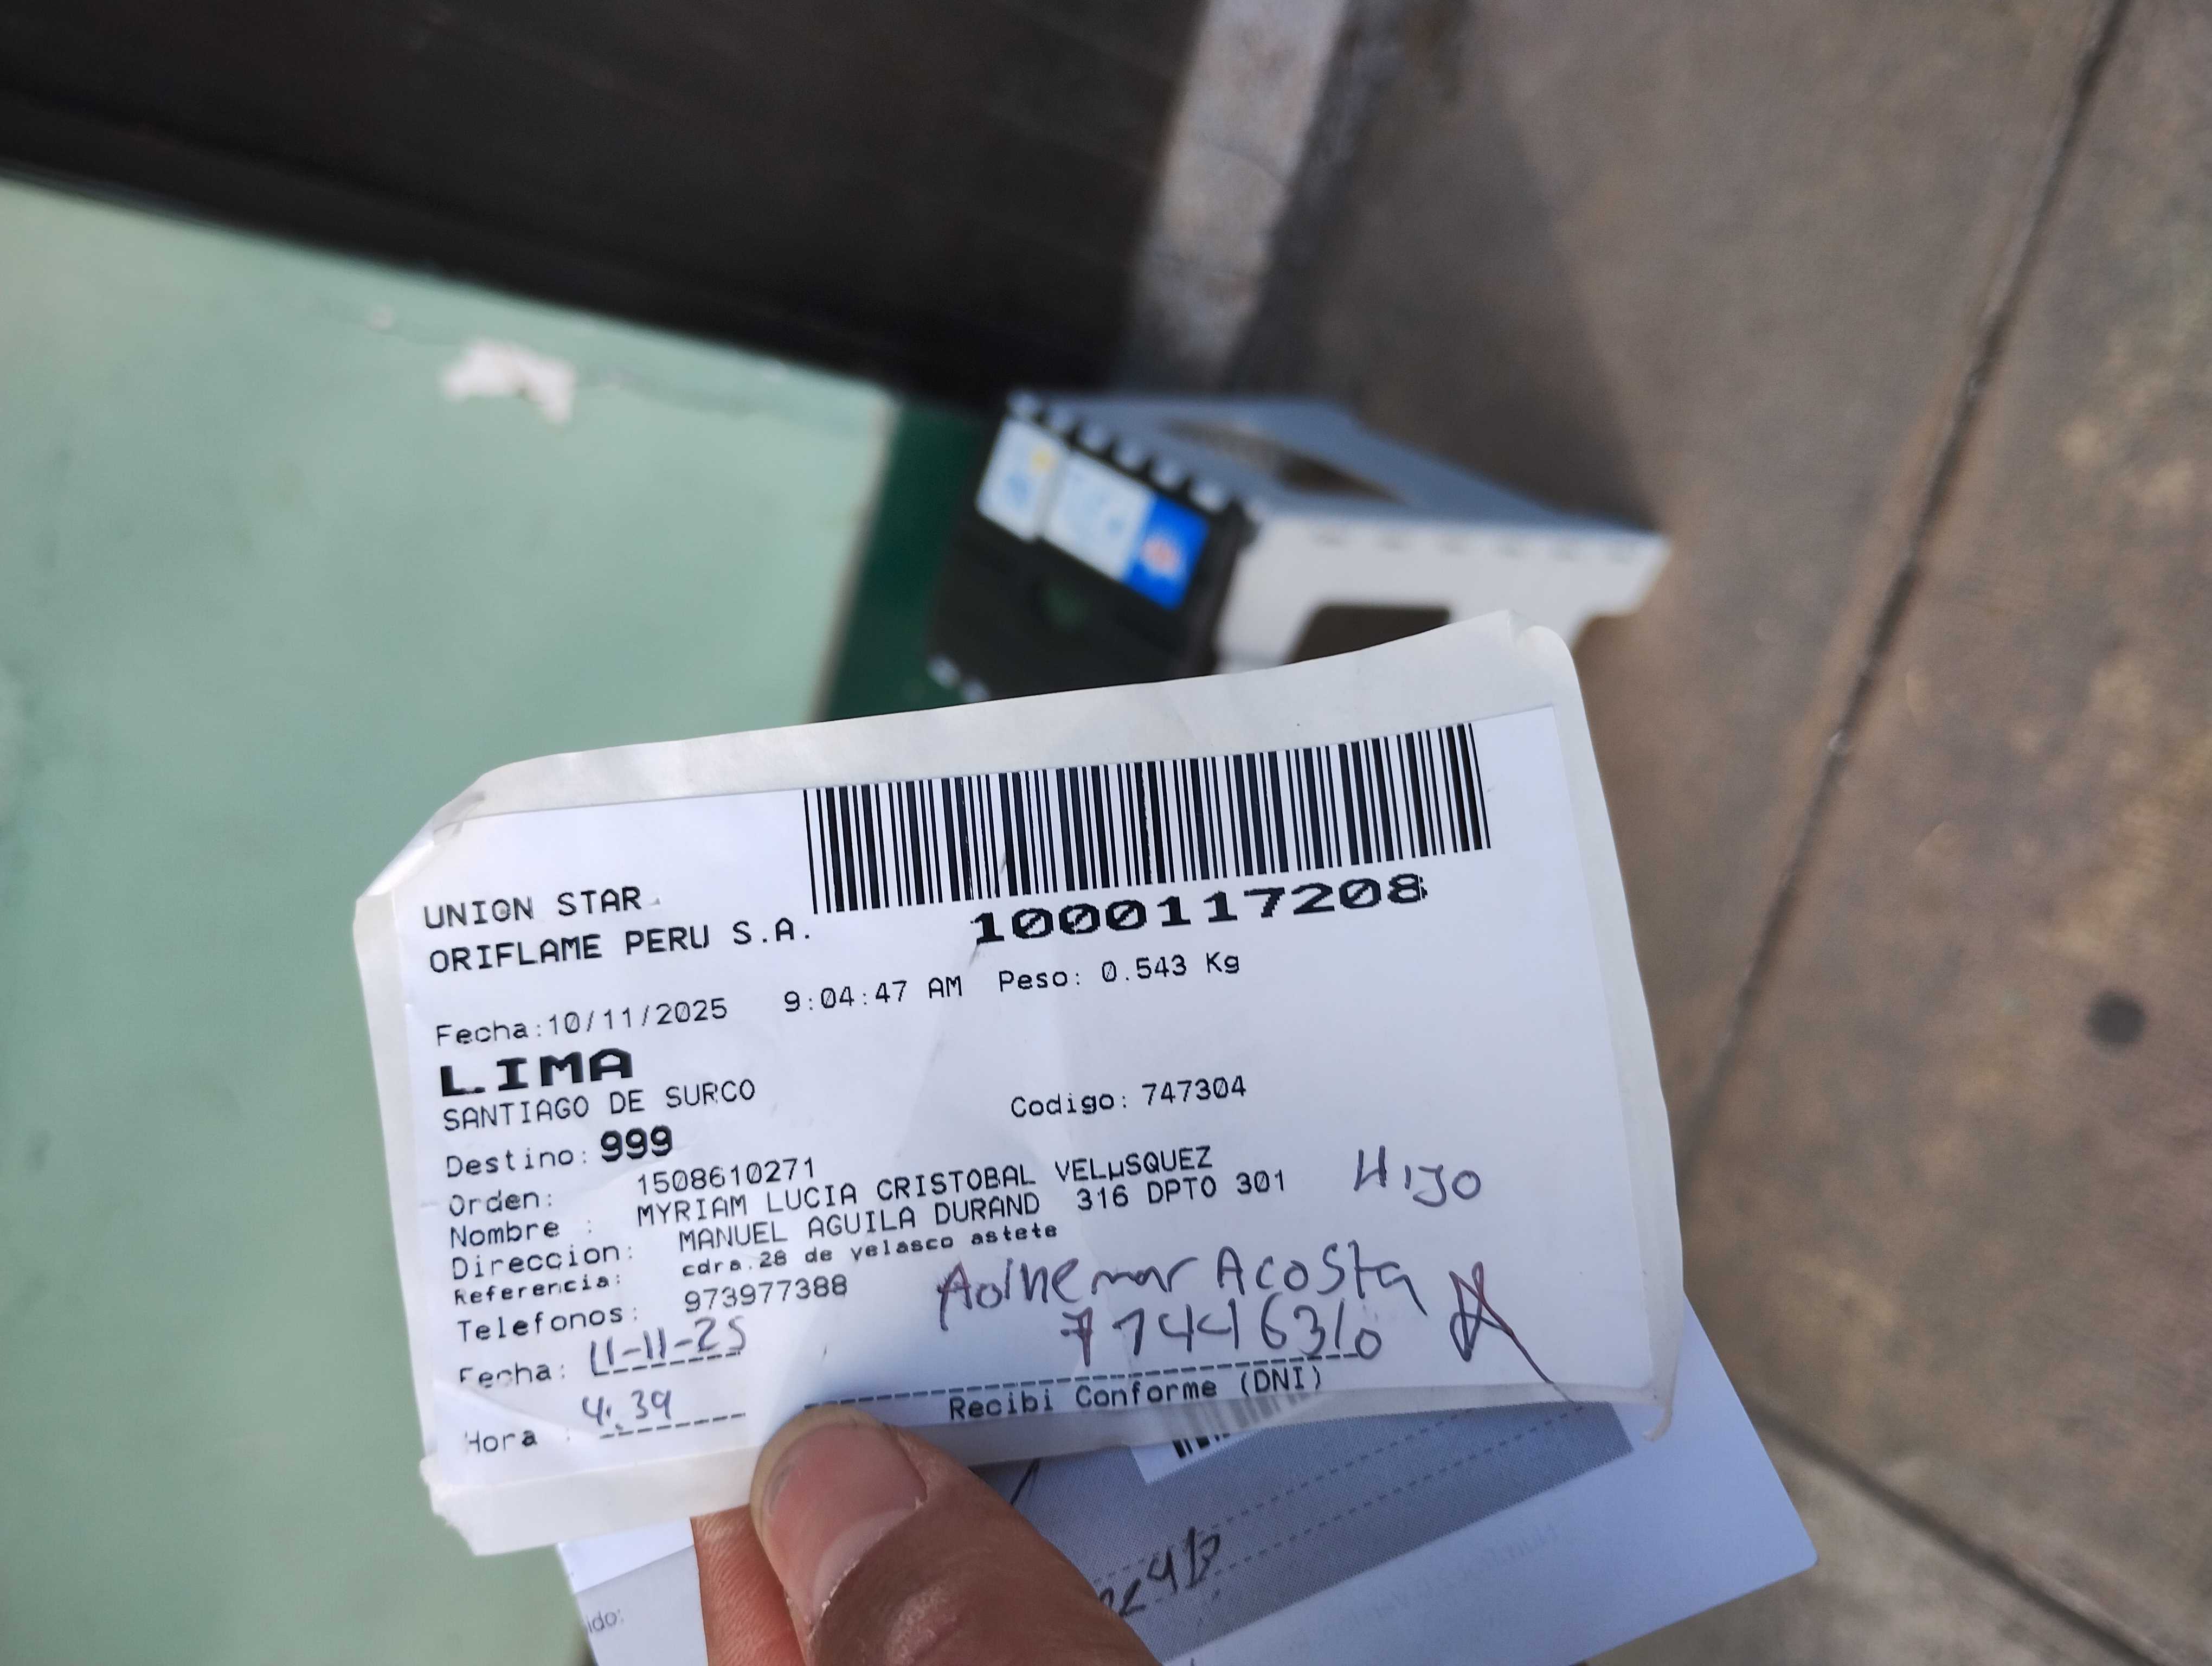 1000117208
UNION STAR
ORIFLAME PERU S.A.
Fecha:10/11/2025 9:04:47 AM Peso: 0.543 Kg
LIMA
SANTIAGO DE SURCO
Codigo: 747304
Destino: 999
Orden: 1508610271
Nombre : MYRIAM LUCIA CRISTOBAL VELµSQUEZ
Direccion: MANUEL AGUILA DURAND 316 DPTO 301
Hijo
Referencia: cdra.28 de velasco astete
Telefonos: 973977388
Acosta
Fecha: 11-11-25
Hora : 4:39
Recibi Conforme (DNI)
ido: